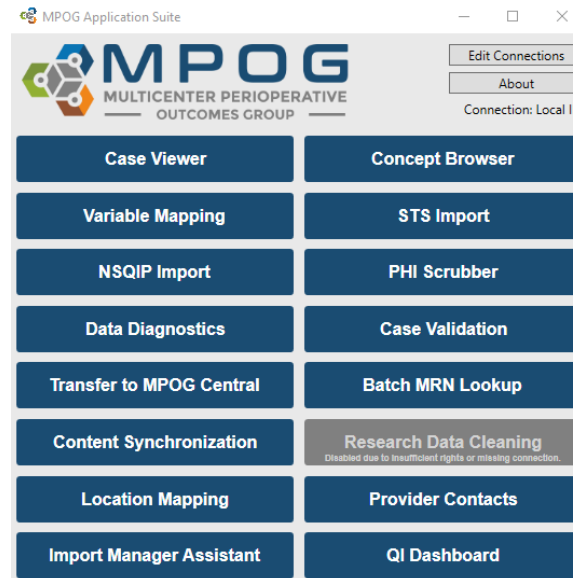 MPOG Application Suite
MPOG
MULTICENTER PERIOPERATIVE
OUTCOMES GROUP
Edit Connections
About
Connection: Local I
Case Viewer
Concept Browser
Variable Mapping
STS Import
NSQIP Import
PHI Scrubber
Data Diagnostics
Case Validation
Transfer to MPOG Central
Batch MRN Lookup
Content Synchronization
Research Data Cleaning
Disabled due to insufficient rights or missing connection.
Location Mapping
Provider Contacts
Import Manager Assistant
QI Dashboard